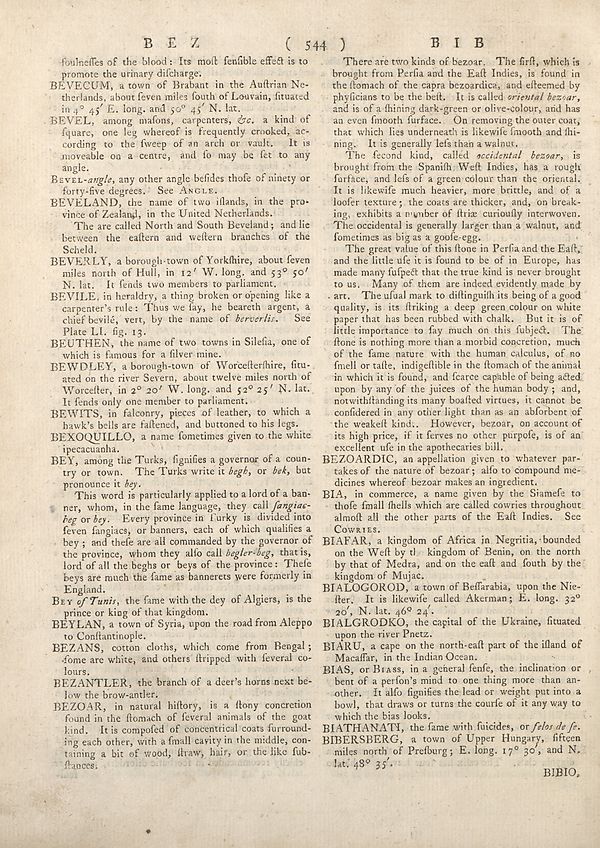 B E Z ( 544 ) B I B
foulneſſes of the blood: Its moſt ſenſible effect is to
promote the urinary diſcharge.
BEVECUM, a town of Brabant in the Auſtrian Ne-
therlands, about ſeven miles ſouth of Louvain, ſituated
in 4° 45′ E. long. and 50° 45′ N. lat.
BEVEL, among maſons, carpenters, &c. a kind of
ſquare, one leg whereof is frequently crooked, ac-
cording to the ſweep of an arch or vault. It is
moveable on a centre, and ſo may be ſet to any
angle.
BEVEL-angle, any other angle beſides thoſe of ninety or
forty-five degrees. See ANGLE.
BEVELAND, the name of two iſlands, in the pro-
vince of Zealand, in the United Netherlands.
The are called North and South Beveland; and lie
between the eaſtern and weſtern branches of the
Scheld.
BEVERLY, a borough-town of Yorkſhire, about ſeven
miles north of Hull, in 12′ W. long. and 53° 50′
N. lat. It ſends two members to parliament.
BEVILE, in heraldry, a thing broken or opening like a
carpenter's rule: Thus we ſay, he beareth argent, a
chief bevilé, vert, by the name of berverlis. See
Plate LI. fig. 13.
BEUTHEN, the name of two towns in Sileſia, one of
which is famous for a ſilver mine.
BEWDLEY, a borough-town of Worceſterſhire, ſitu-
ated on the river Severn, about twelve miles north of
Worceſter, in 2° 20′ W. long. and 52° 25′ N. lat.
It ſends only one member to parliament.
BEWITS, in falconry, pieces of leather, to which a
hawk's bells are faſtened, and buttoned to his legs.
BEXOQUILLO, a name ſometimes given to the white
ipecacuanha.
BEY, among the Turks, ſignifies a governor of a coun-
try or town. The Turks write it begh, or bek, but
pronounce it bey.
This word is particularly applied to a lord of a ban-
ner, whom, in the ſame language, they call ſangiac-
beg or bey. Every province in Turky is divided into
ſeven ſangiacs, or banners, each of which qualifies a
bey; and theſe are all commanded by the governor of
the province, whom they alſo call begler-beg, that is,
lord of all the beghs or beys of the province: Theſe
beys are much the ſame as bannerets were formerly in
England.
BEY of Tunis, the ſame with the dey of Algiers, is the
prince or king of that kingdom.
BEYLAN, a town of Syria, upon the road from Aleppo
to Conſtantinople.
BEZANS, cotton cloths, which come from Bengal;
ſome are white, and others ſtripped with ſeveral co-
lours.
BEZANTLER, the branch of a deer's horns next be-
low the brow-antler.
BEZOAR, in natural hiſtory, is a ſtony concretion
found in the ſtomach of ſeveral animals of the goat
kind. It is compoſed of concentrical coats ſurround-
ing each other, with a ſmall cavity in the middle, con-
taining a bit of wood, ſtraw, hair, or the like ſub-
ſtances.
There are two kinds of bezoar. The firſt, which is
brought from Perſia and the Eaſt Indies, is found in
the ſtomach of the capra bezoardica, and eſteemed by
phyſicians to be the beſt. It is called oriental bezoar,
and is of a ſhining dark-green or olive-colour, and has
an even ſmooth ſurface. On removing the outer coat,
that which lies underneath is likewiſe ſmooth and ſhi-
ning. It is generally leſs than a walnut.
The ſecond kind, called occidental bezoar, is
brought from the Spaniſh Weſt Indies, has a rough
ſurface, and leſs of a green colour than the oriental.
It is likewiſe much heavier, more brittle, and of a
looſer texture; the coats are thicker, and, on break-
ing, exhibits a number of ſtriæ curiouſly interwoven.
The occidental is generally larger than a walnut, and
ſometimes as big as a gooſe-egg.
The great value of this ſtone in Perſia and the Eaſt,
and the little uſe it is found to be of in Europe, has
made many ſuſpect that the true kind is never brought
to us. Many of them are indeed evidently made by
art. The uſual mark to diſtinguiſh its being of a good
quality, is its ſtriking a deep green colour on white
paper that has been rubbed with chalk. But it is of
little importance to ſay much on this ſubject. The
ſtone is nothing more than a morbid concretion, much
of the ſame nature with the human calculus, of no
ſmell or taſte, indigeſtible in the ſtomach of the animal
in which it is found, and ſcarce capable of being acted
upon by any of the juices of the human body; and,
notwithſtanding its many boaſted virtues, it cannot be
conſidered in any other light than as an abſorbent of
the weakeſt kind. However, bezoar, on account of
its high price, if it ſerves no other purpoſe, is of an
excellent uſe in the apothecaries bill.
BEZOARDIC, an appellation given to whatever par-
takes of the nature of bezoar; alſo to compound me-
dicines whereof bezoar makes an ingredient.
BIA, in commerce, a name given by the Siameſe to
thoſe ſmall ſhells which are called cowries throughout
almoſt all the other parts of the Eaſt Indies. See
COWRIES.
BIAFAR, a kingdom of Africa in Negritia, bounded
on the Weſt by th kingdom of Benin, on the north
by that of Medra, and on the eaſt and ſouth by the
kingdom of Mujac.
BIALOGOROD, a town of Beſſarabia, upon the Nie-
ſter. It is likewiſe called Akerman; E. long. 32°
20′, N. lat. 46° 24′.
BIALGRODKO, the capital of the Ukraine, ſituated
upon the river Pnetz.
BIARU, a cape on the north-eaſt part of the iſland of
Macaſſar, in the Indian Ocean.
BIAS, or BIASS, in a general ſenſe, the inclination or
bent of a perſon's mind to one thing more than an-
other. It alſo ſignifies the lead or weight put into a
bowl, that draws or turns the courſe of it any way to
which the bias looks.
BIATHANATI, the ſame with ſuicides, or felos de ſe.
BIBERSBERG, a town of Upper Hungary, fifteen
miles north of Preſburg; E. long. 17° 30′, and N.
lat. 48° 35′.
BIBIO,